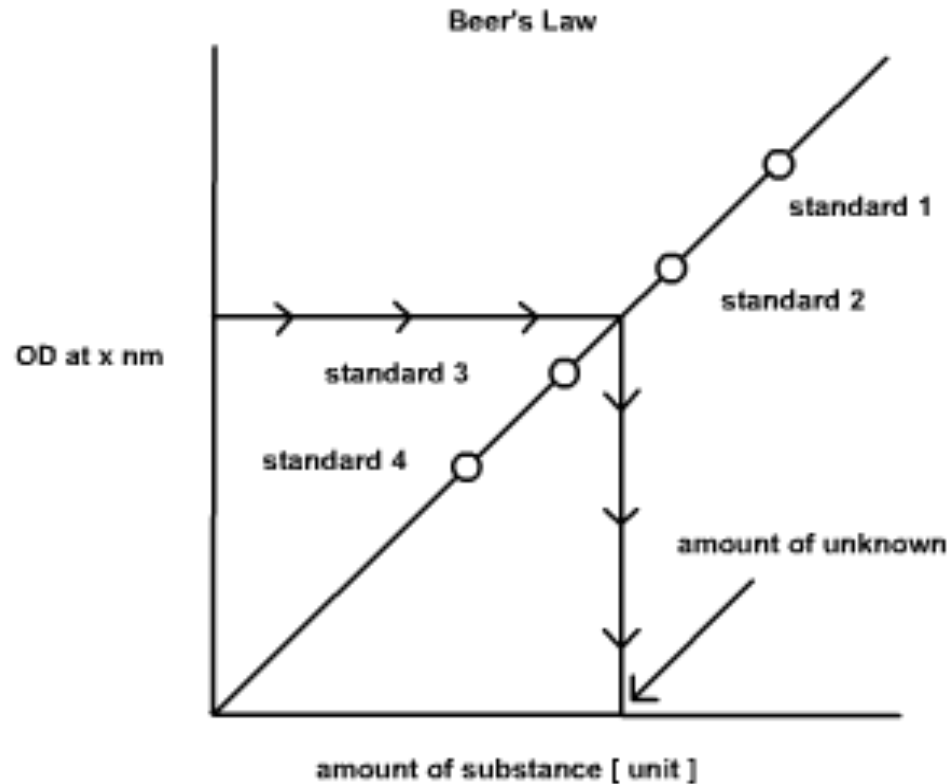 Beer's Law
standard 1
standard 2
OD at x nm
standard 3
standard 4
amount of unknown
amount of substance [ unit ]